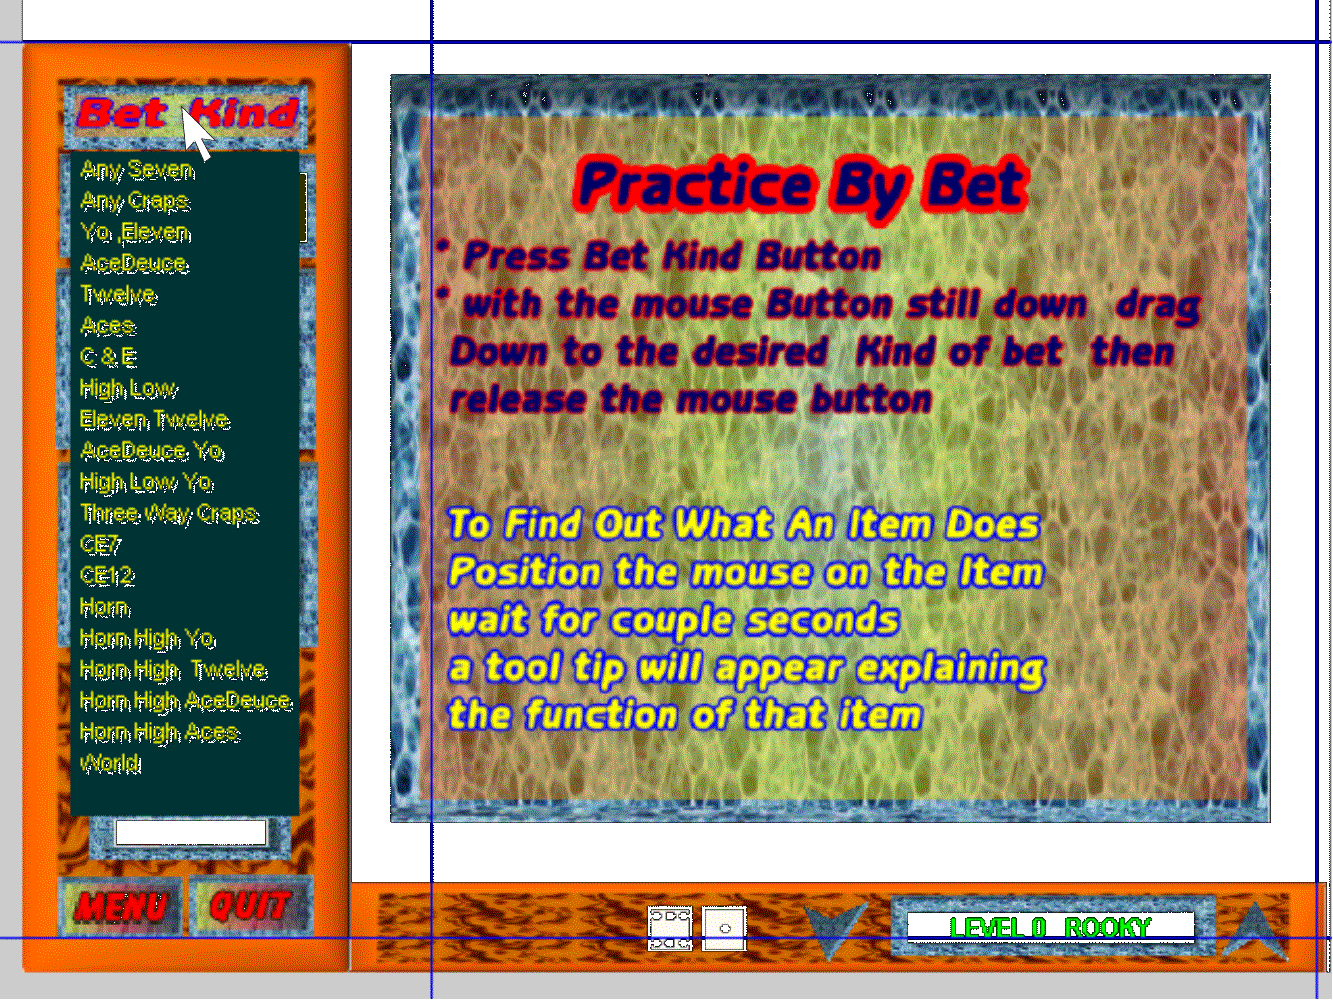 Bet Kind
Any Seven
Any Craps
Yo ,Eleven
AceDeuce
Twelve
Aces
C & E
High Low
Eleven Twelve
AceDeuce Yo
High Low Yo
Three Way Craps
CE7
CE12
Horn
Horn High Yo
Horn High Twelve
Horn High AceDeuce
Horn High Aces
World
MENU QUIT
Practice By Bet
* Press Bet Kind Button
* with the mouse Button still down drag
Down to the desired Kind of bet then
release the mouse button
To Find Out What An Item Does
Position the mouse on the Item
wait for couple seconds
a tool tip will appear explaining
the function of that item
LEVEL 0 ROOKY